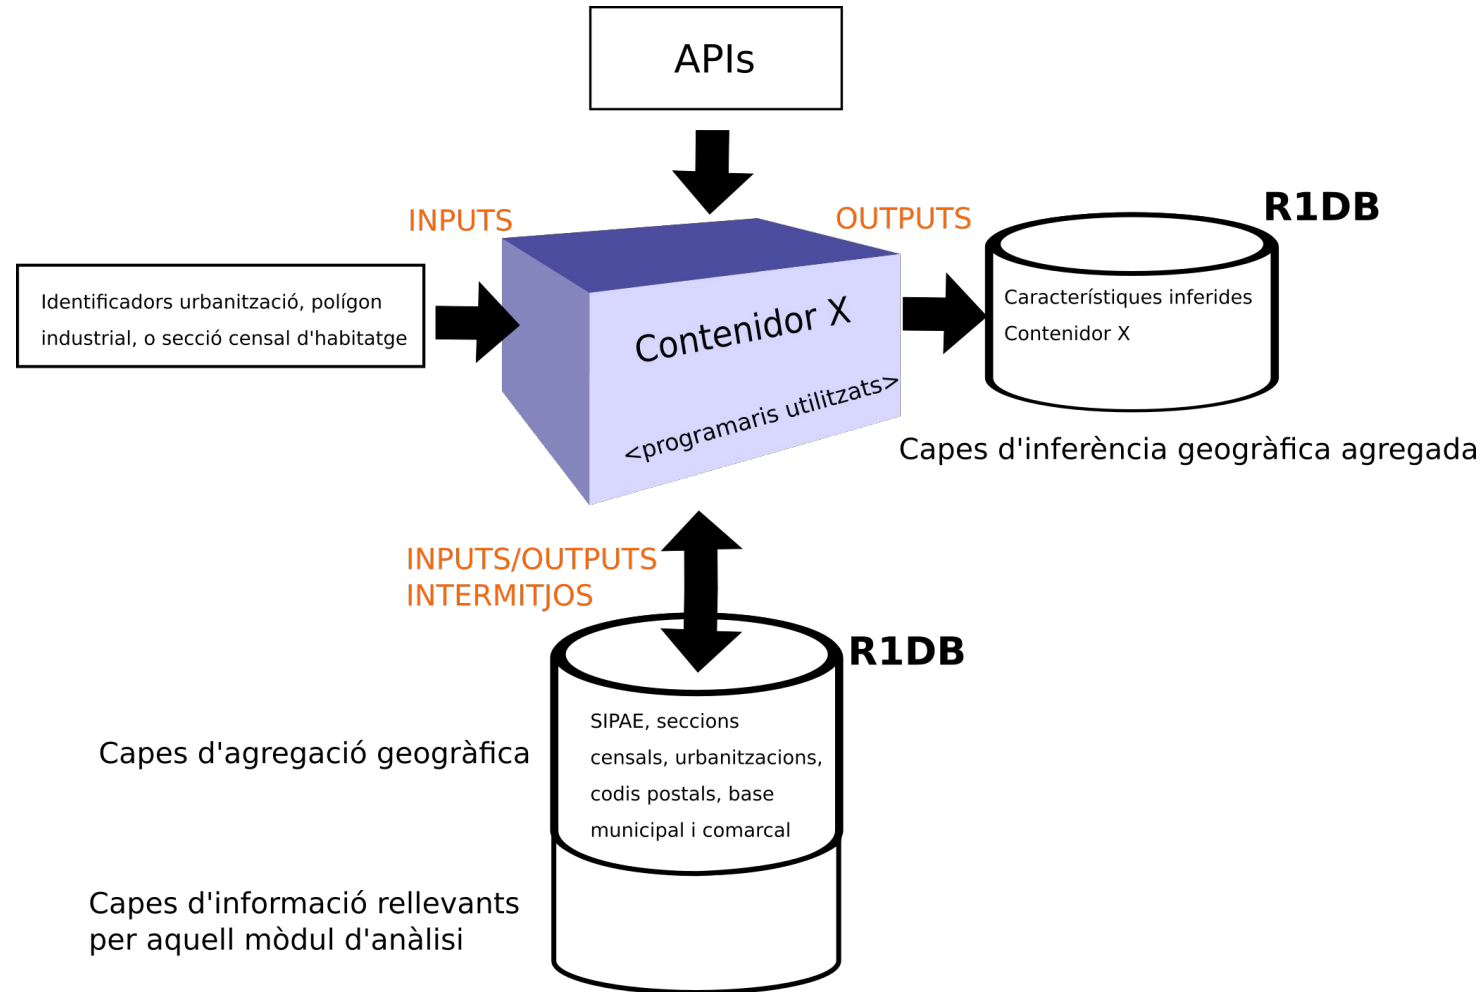 APIs
R1DB
INPUTS
OUTPUTS
Identificadors urbanització, polígon
industrial, o secció censal d'habitatge
Contenidor X
<programaris utilitzats>
Característiques inferides
Contenidor X
Capes d'inferència geogràfica agregada
INPUTS/OUTPUTS
INTERMITJOS
R1DB
Capes d'agregació geogràfica
SIPAE, seccions
censals, urbanitzacions,
codis postals, base
municipal i comarcal
Capes d'informació rellevants
per aquell mòdul d'anàlisi